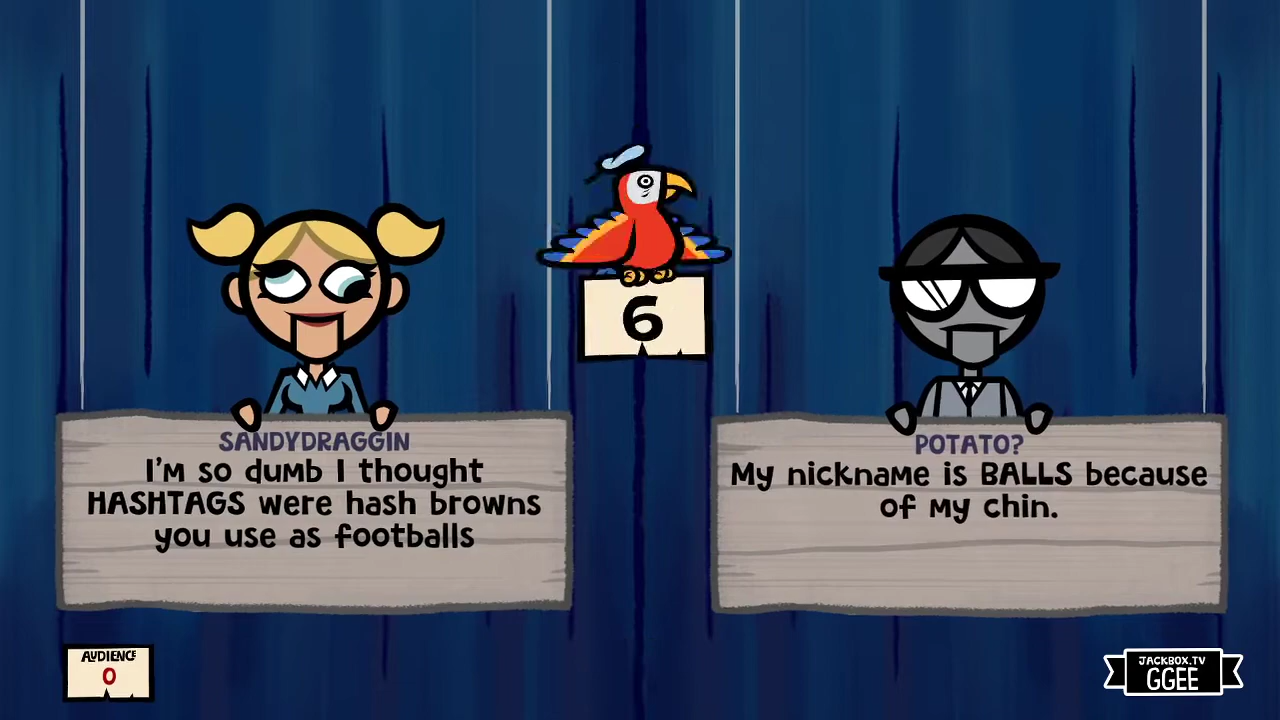 6
SANDYDRAGGIN
I'M so dumb I thought
HASHTAGS were hash browns
you use as footballs
POTATO?
My nickname is BALLS because
of my chin.
AUDIENCE
0
JACKBOX.TV
GGEE